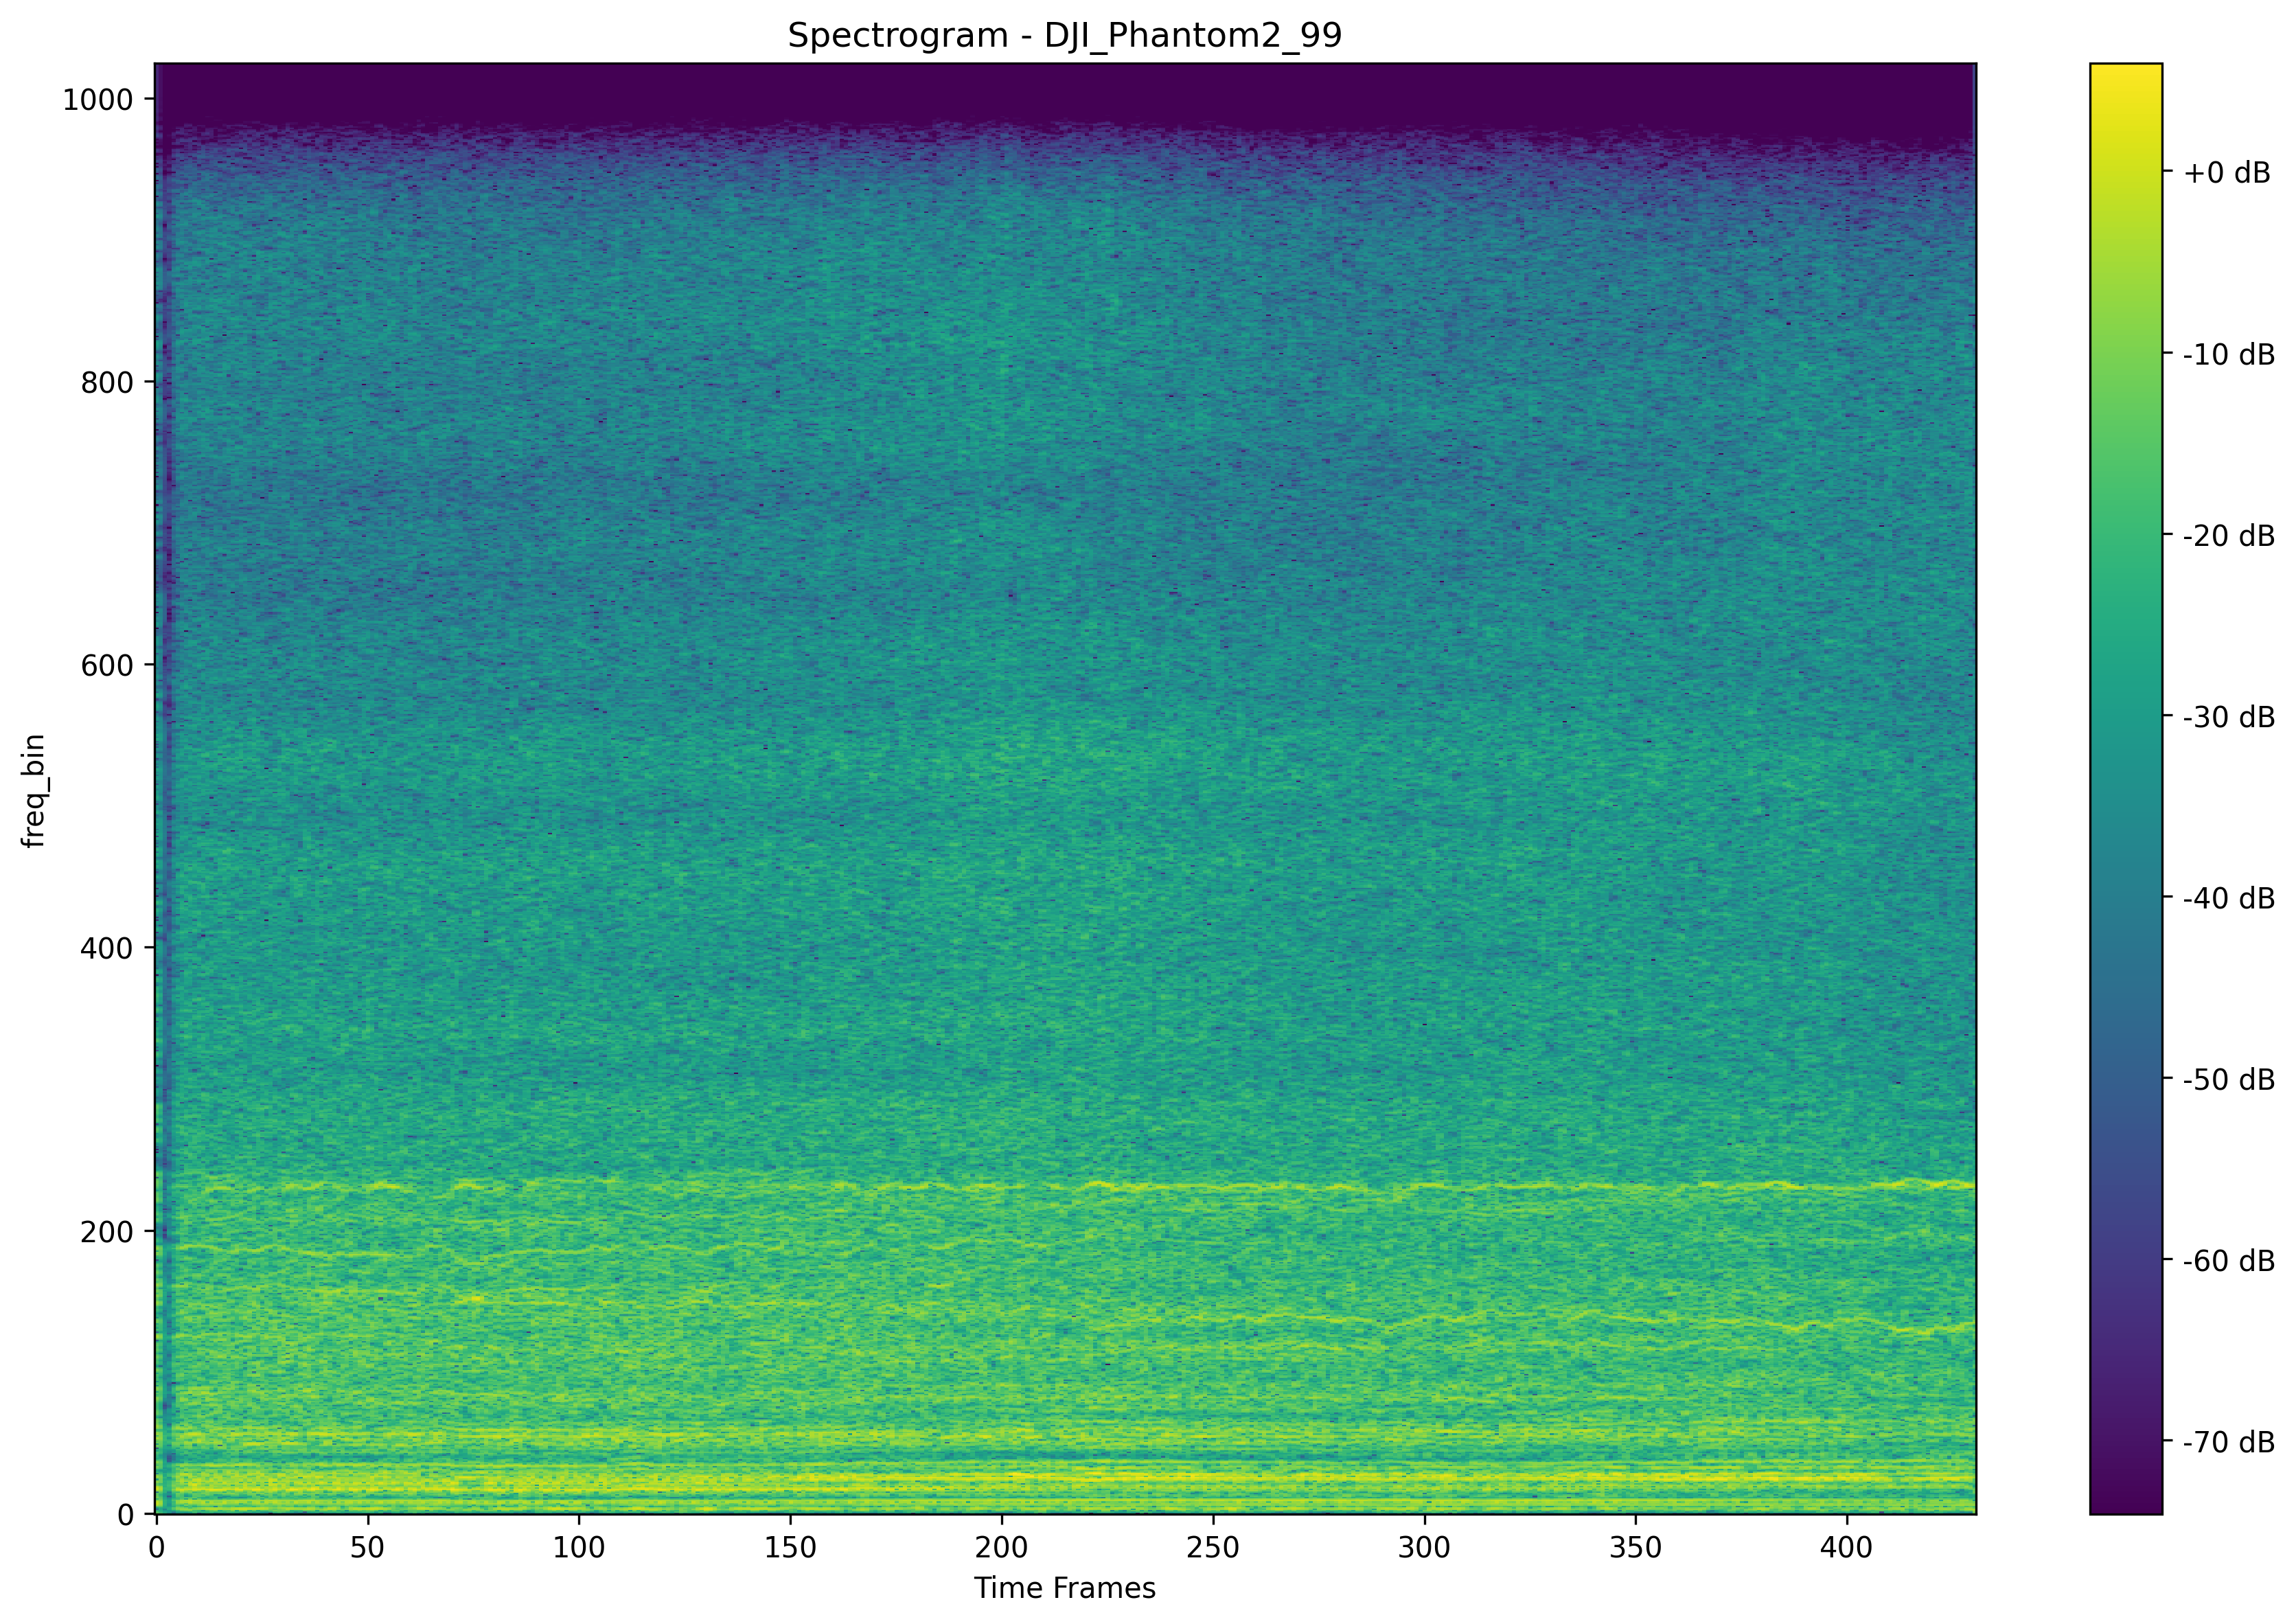 Spectrogram - DJI_Phantom2_99
1000
800
600
400
200
0
freq_bin
0 50 100 150 200 250 300 350 400
Time Frames
+0 dB
-10 dB
-20 dB
-30 dB
-40 dB
-50 dB
-60 dB
-70 dB